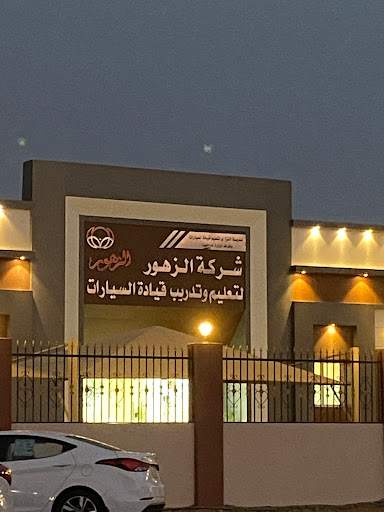 شركة الزهور
لتعليم وتدريب قيادة السيارات
الزهور